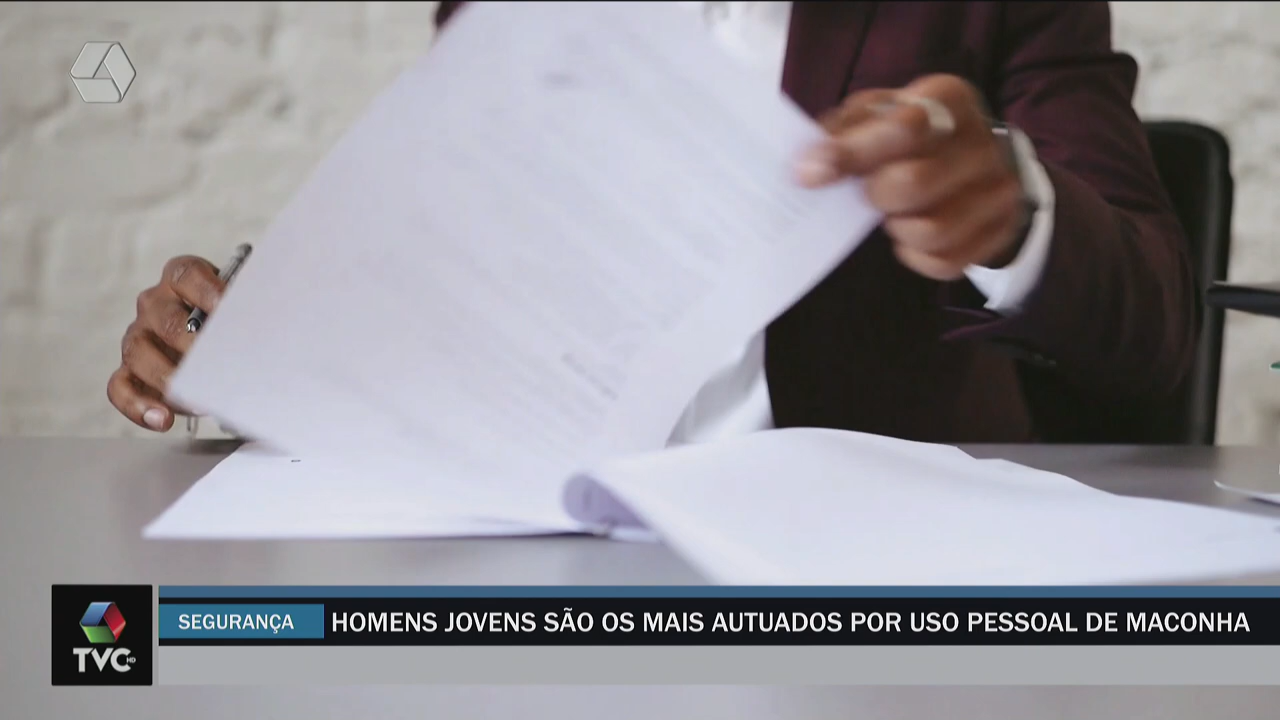 SEGURANÇA
HOMENS JOVENS SÃO OS MAIS AUTUADOS POR USO PESSOAL DE MACONHA
TVC HD